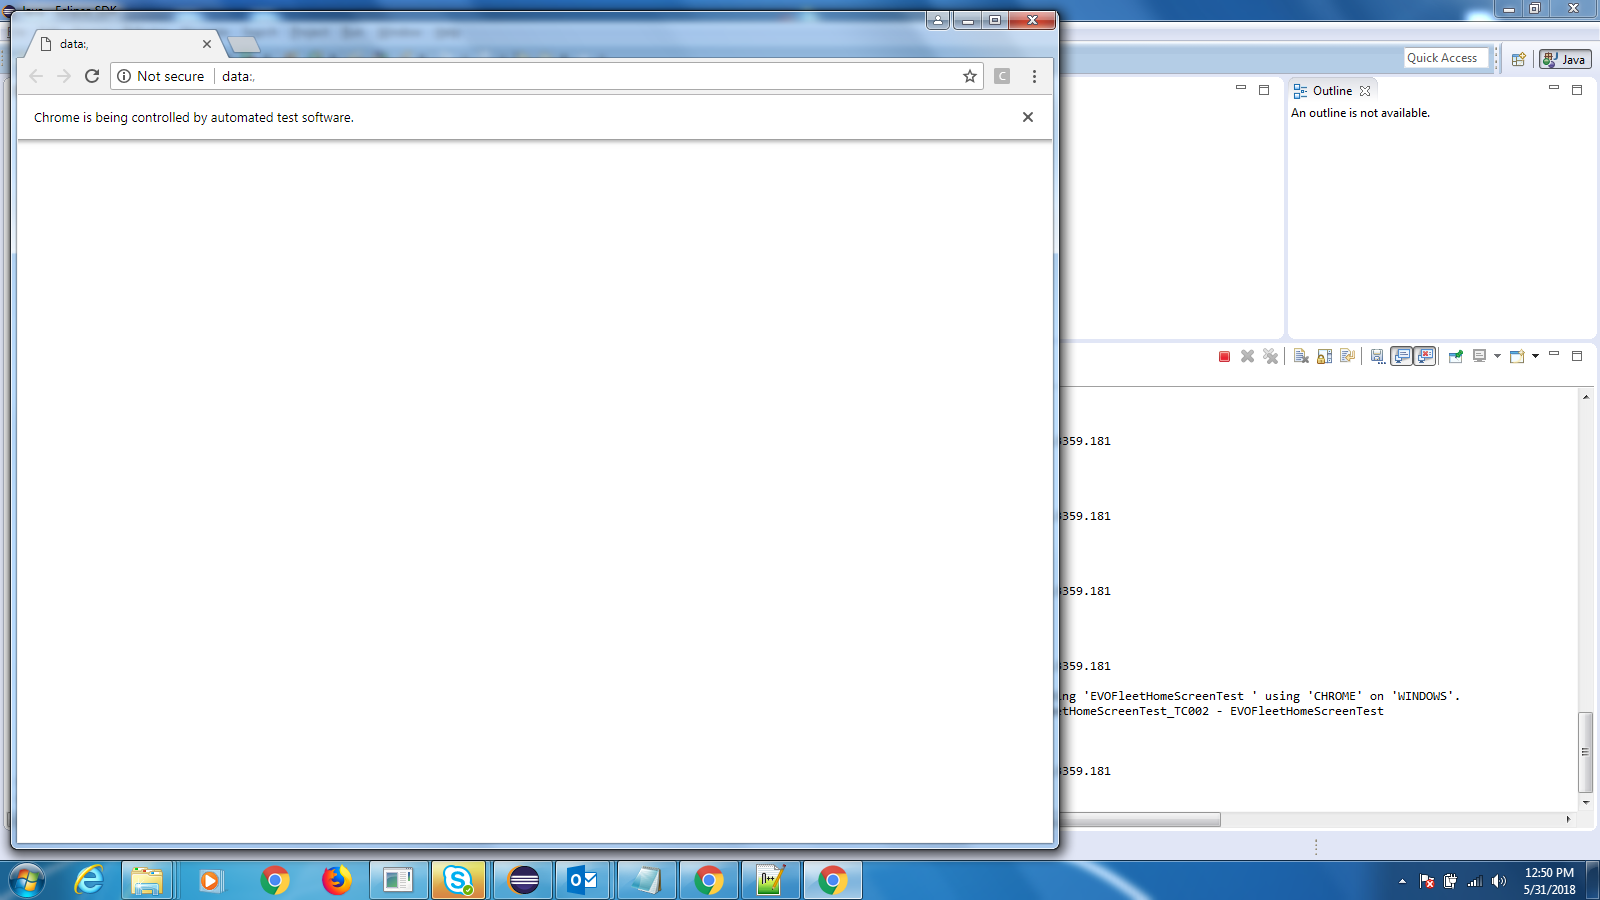 data:,
Not secure
data:,
Chrome is being controlled by automated test software.
Quick Access
Java
Outline
An outline is not available.
359.181
359.181
359.181
359.181
ng 'EVOFleetHomeScreenTest ' using 'CHROME' on 'WINDOWS'.
tHomeScreenTest_TC002 - EVOFleetHomeScreenTest
359.181
12:50 PM
5/31/2018